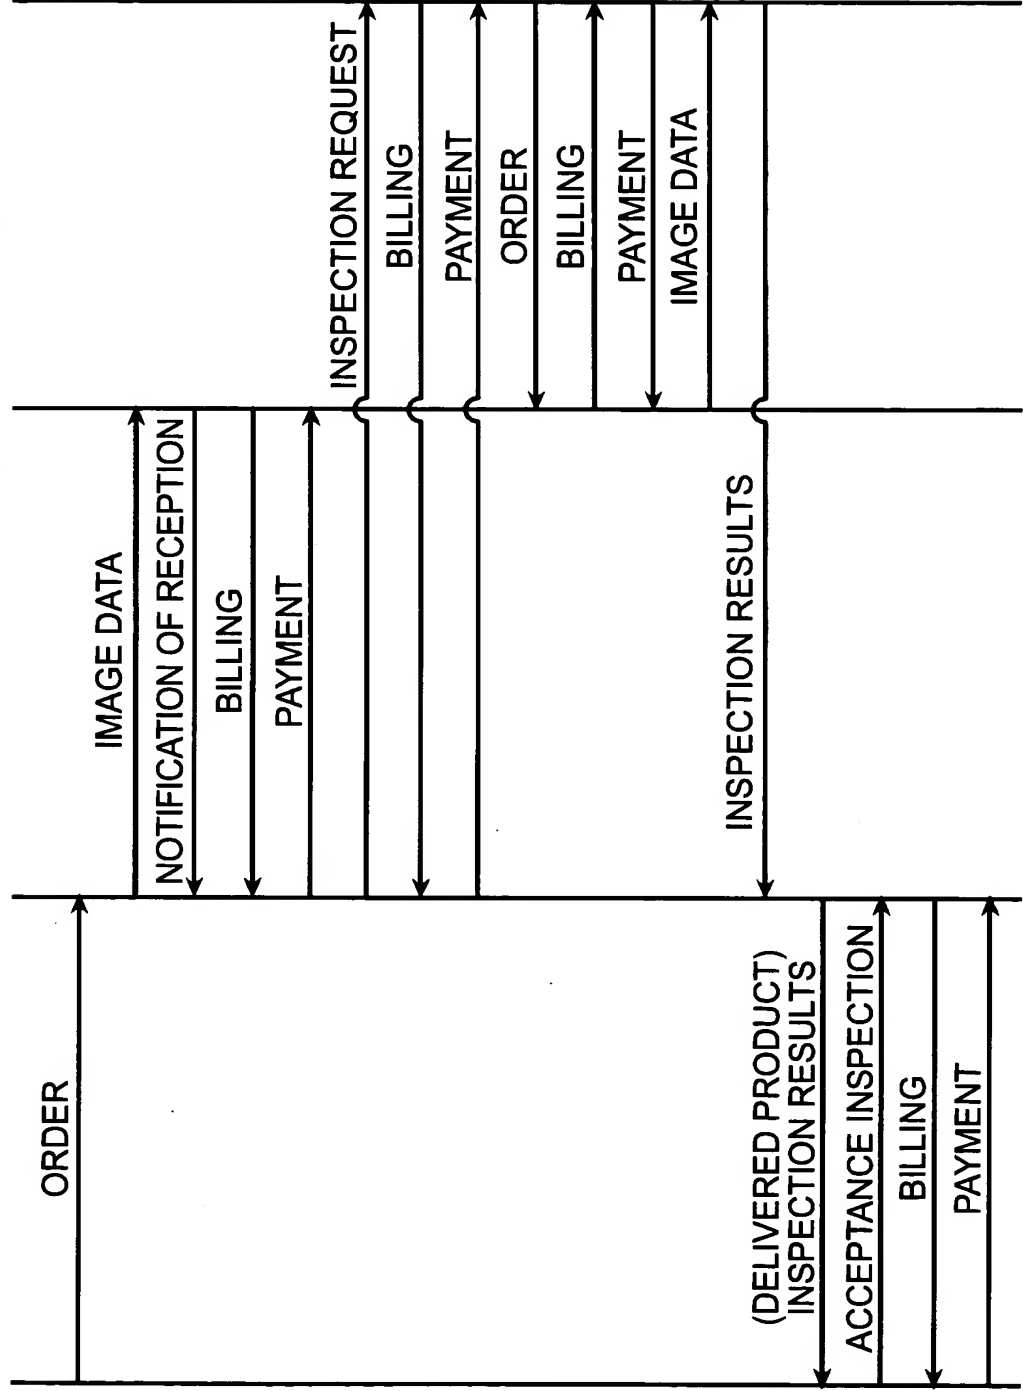 ORDER
IMAGE DATA
NOTIFICATION OF RECEPTION
BILLING
PAYMENT
INSPECTION REQUEST
BILLING
PAYMENT
ORDER
BILLING
PAYMENT
IMAGE DATA
INSPECTION RESULTS
(DELIVERED PRODUCT)
INSPECTION RESULTS
ACCEPTANCE INSPECTION
BILLING
PAYMENT